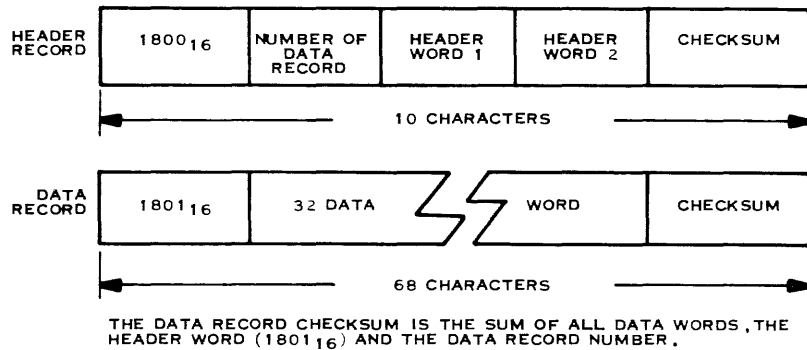 HEADER RECORD
1800₁₆
NUMBER OF DATA RECORD
HEADER WORD 1
HEADER WORD 2
CHECKSUM
10 CHARACTERS
DATA RECORD
1801₁₆
32 DATA
WORD
CHECKSUM
68 CHARACTERS
THE DATA RECORD CHECKSUM IS THE SUM OF ALL DATA WORDS, THE
HEADER WORD (1801₁₆) AND THE DATA RECORD NUMBER.